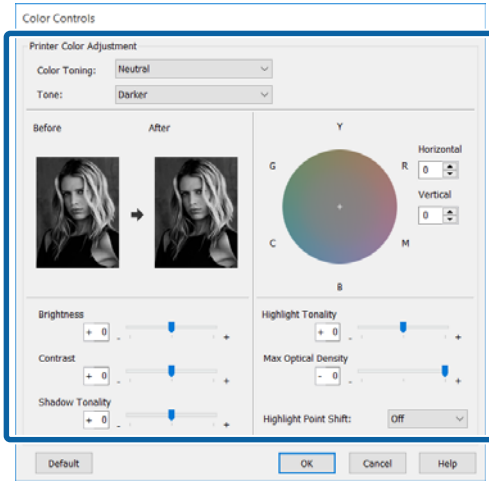 Color Controls
Printer Color Adjustment
Color Toning: Neutral
Tone: Darker
Before After
Y
G R
C M
B
Horizontal
0
Vertical
0
Brightness
+ 0 - +
Contrast
+ 0 - +
Shadow Tonality
+ 0 - +
Highlight Tonality
+ 0 - +
Max Optical Density
- 0 - +
Highlight Point Shift: Off
Default OK Cancel Help